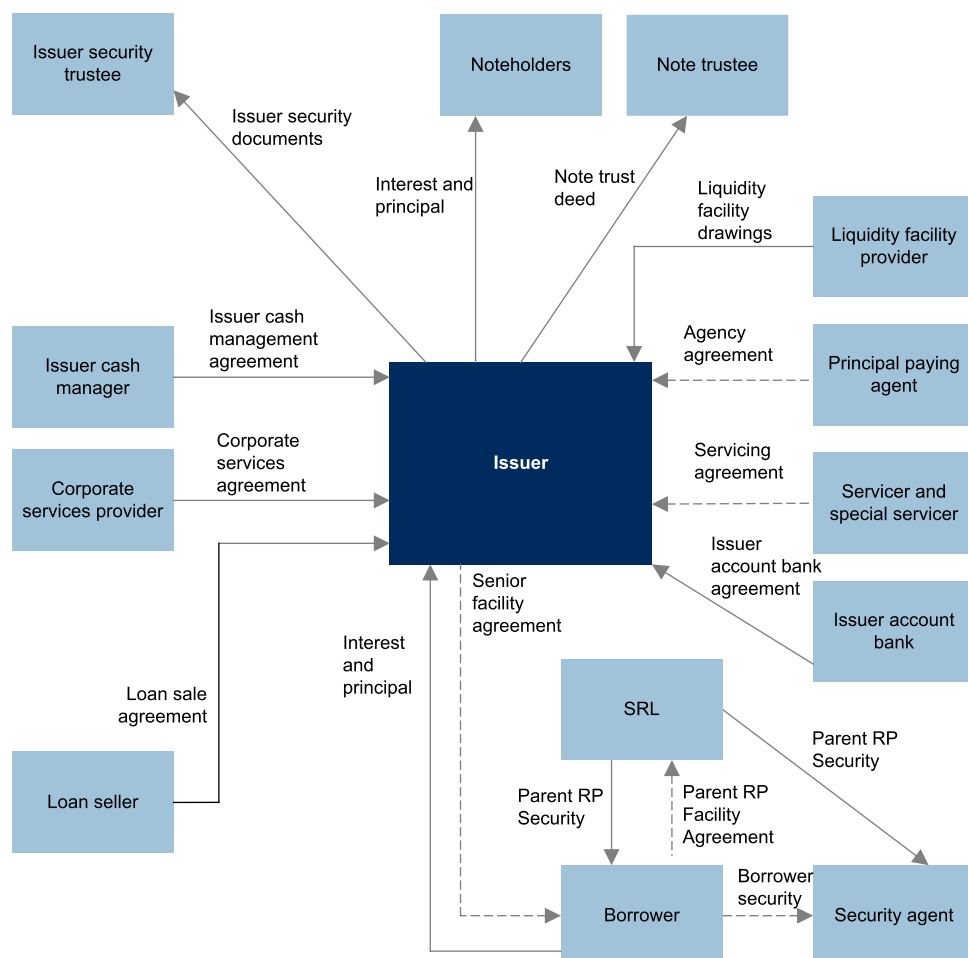 Issuer security
trustee
Noteholders
Note trustee
Issuer security
documents
Interest and
principal
Note trust
deed
Liquidity
facility
drawings
Liquidity facility
provider
Issuer cash
management
agreement
Issuer cash
manager
Agency
agreement
Principal paying
agent
Corporate
services
agreement
Corporate
services provider
Issuer
Servicing
agreement
Servicer and
special servicer
Issuer
account bank
agreement
Issuer account
bank
Senior
facility
agreement
Interest
and
principal
Loan sale
agreement
Loan seller
SRL
Parent RP
Security
Parent RP
Security
Parent RP
Facility
Agreement
Borrower
Borrower
security
Security agent